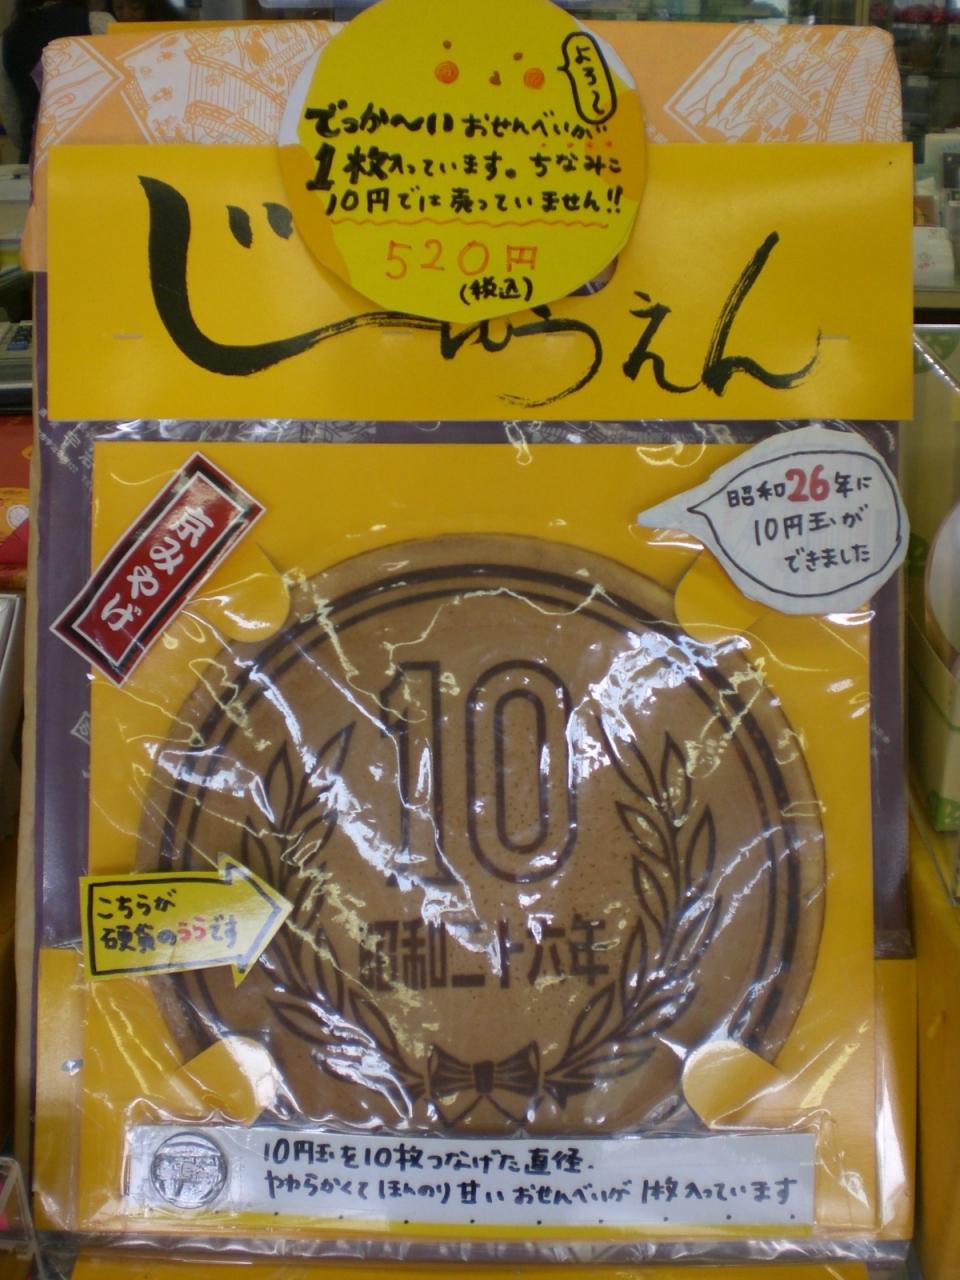 よろしく
でっか〜いおせんべいが
1枚入っています。ちなみに
10円では売っていません!!
520円
(税込)
じゅうえん
京みやげ
昭和26年に
10円玉が
できました
10
昭和二十六年
こちらが
硬貨のうらです
10円玉を10枚つなげた直径。
やわらかくてほんのり甘いおせんべいが1枚入っています